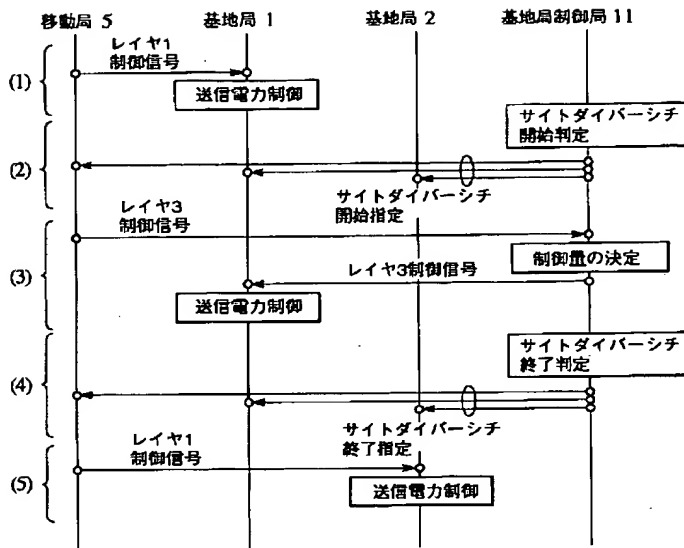 移動局 5
基地局 1
基地局 2
基地局制御局 11
レイヤ1
制御信号
(1)
送信電力制御
サイトダイバーシチ
開始判定
(2)
サイトダイバーシチ
開始指定
レイヤ3
制御信号
制御量の決定
(3)
レイヤ3制御信号
送信電力制御
サイトダイバーシチ
終了判定
(4)
サイトダイバーシチ
終了指定
レイヤ1
制御信号
(5)
送信電力制御